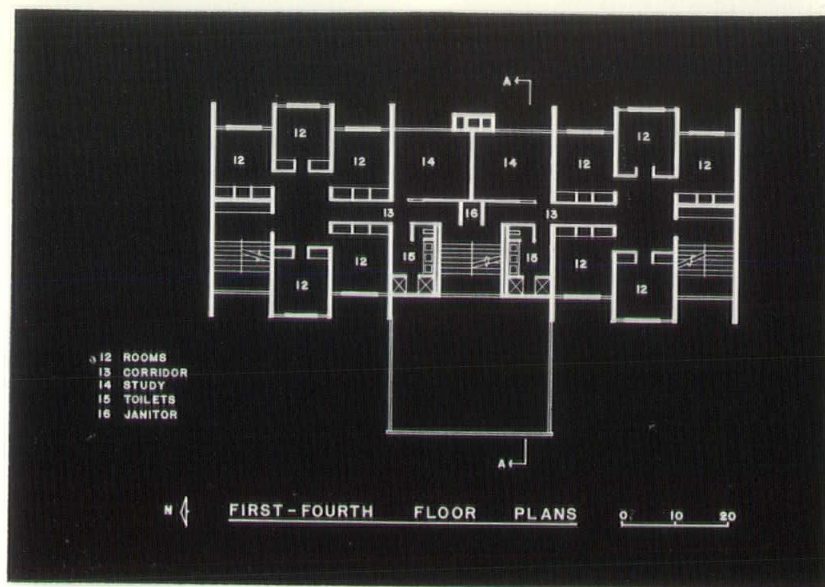 A
12
12
12
14
14
12
12
12
13
16
13
15
15
12
12
12
12
12 ROOMS
13 CORRIDOR
14 STUDY
15 TOILETS
16 JANITOR
A
N
FIRST-FOURTH FLOOR PLANS
0 10 20